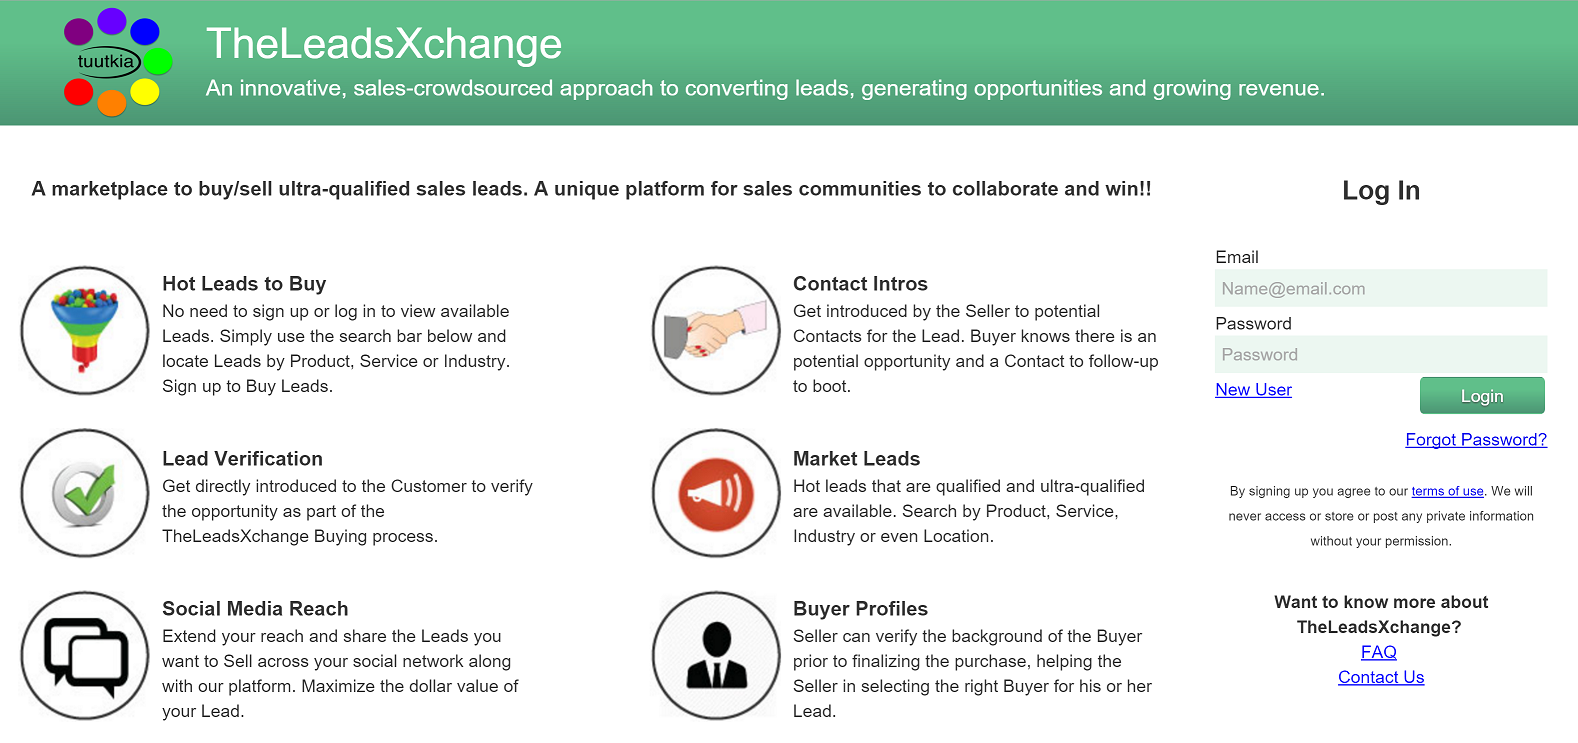 tuutkia
TheLeadsXchange
An innovative, sales-crowdsourced approach to converting leads, generating opportunities and growing revenue.
A marketplace to buy/sell ultra-qualified sales leads. A unique platform for sales communities to collaborate and win!!
Hot Leads to Buy
No need to sign up or log in to view available
Leads. Simply use the search bar below and
locate Leads by Product, Service or Industry.
Sign up to Buy Leads.
Contact Intros
Get introduced by the Seller to potential
Contacts for the Lead. Buyer knows there is an
potential opportunity and a Contact to follow-up
to boot.
Lead Verification
Get directly introduced to the Customer to verify
the opportunity as part of the
TheLeadsXchange Buying process.
Market Leads
Hot leads that are qualified and ultra-qualified
are available. Search by Product, Service,
Industry or even Location.
Social Media Reach
Extend your reach and share the Leads you
want to Sell across your social network along
with our platform. Maximize the dollar value of
your Lead.
Buyer Profiles
Seller can verify the background of the Buyer
prior to finalizing the purchase, helping the
Seller in selecting the right Buyer for his or her
Lead.
Log In
Email
Name@email.com
Password
Password
New User
Login
Forgot Password?
By signing up you agree to our terms of use. We will
never access or store or post any private information
without your permission.
Want to know more about
TheLeadsXchange?
FAQ
Contact Us